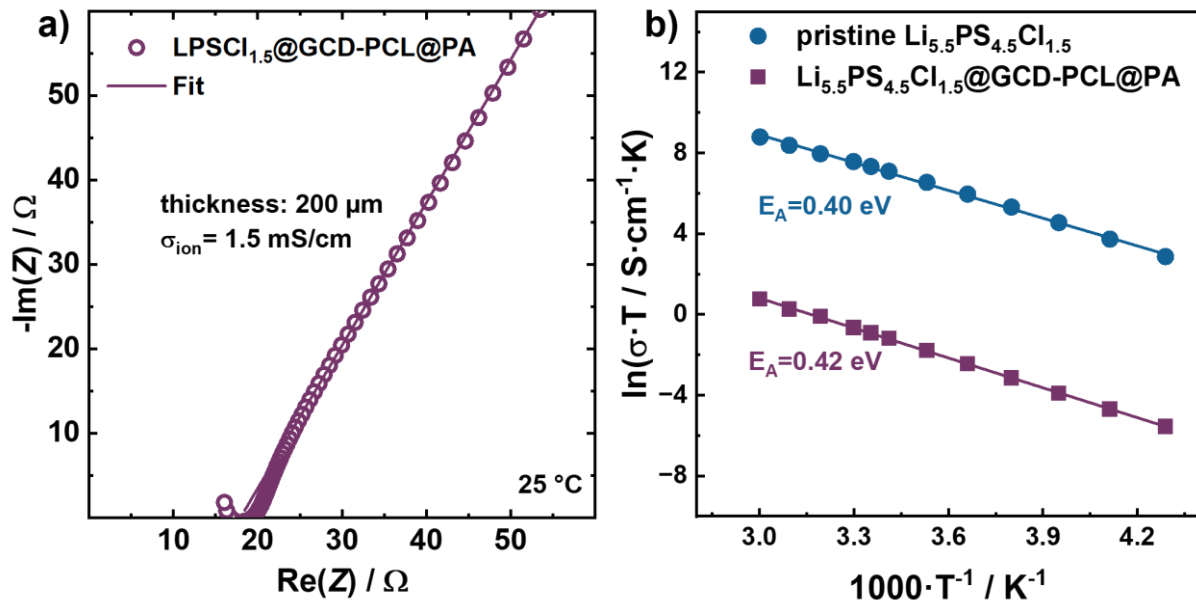 a)
LPSCl₁.₅@GCD-PCL@PA
Fit
thickness: 200 µm
σion= 1.5 mS/cm
25 °C
50
40
30
20
10
-Im(Z) / Ω
10 20 30 40 50
Re(Z) / Ω
b)
pristine Li₅.₅PS₄.₅Cl₁.₅
Li₅.₅PS₄.₅Cl₁.₅@GCD-PCL@PA
E_A=0.40 eV
E_A=0.42 eV
12
8
4
0
−4
−8
ln(σ·T / S·cm⁻¹·K)
3.0 3.3 3.6 3.9 4.2
1000·T⁻¹ / K⁻¹